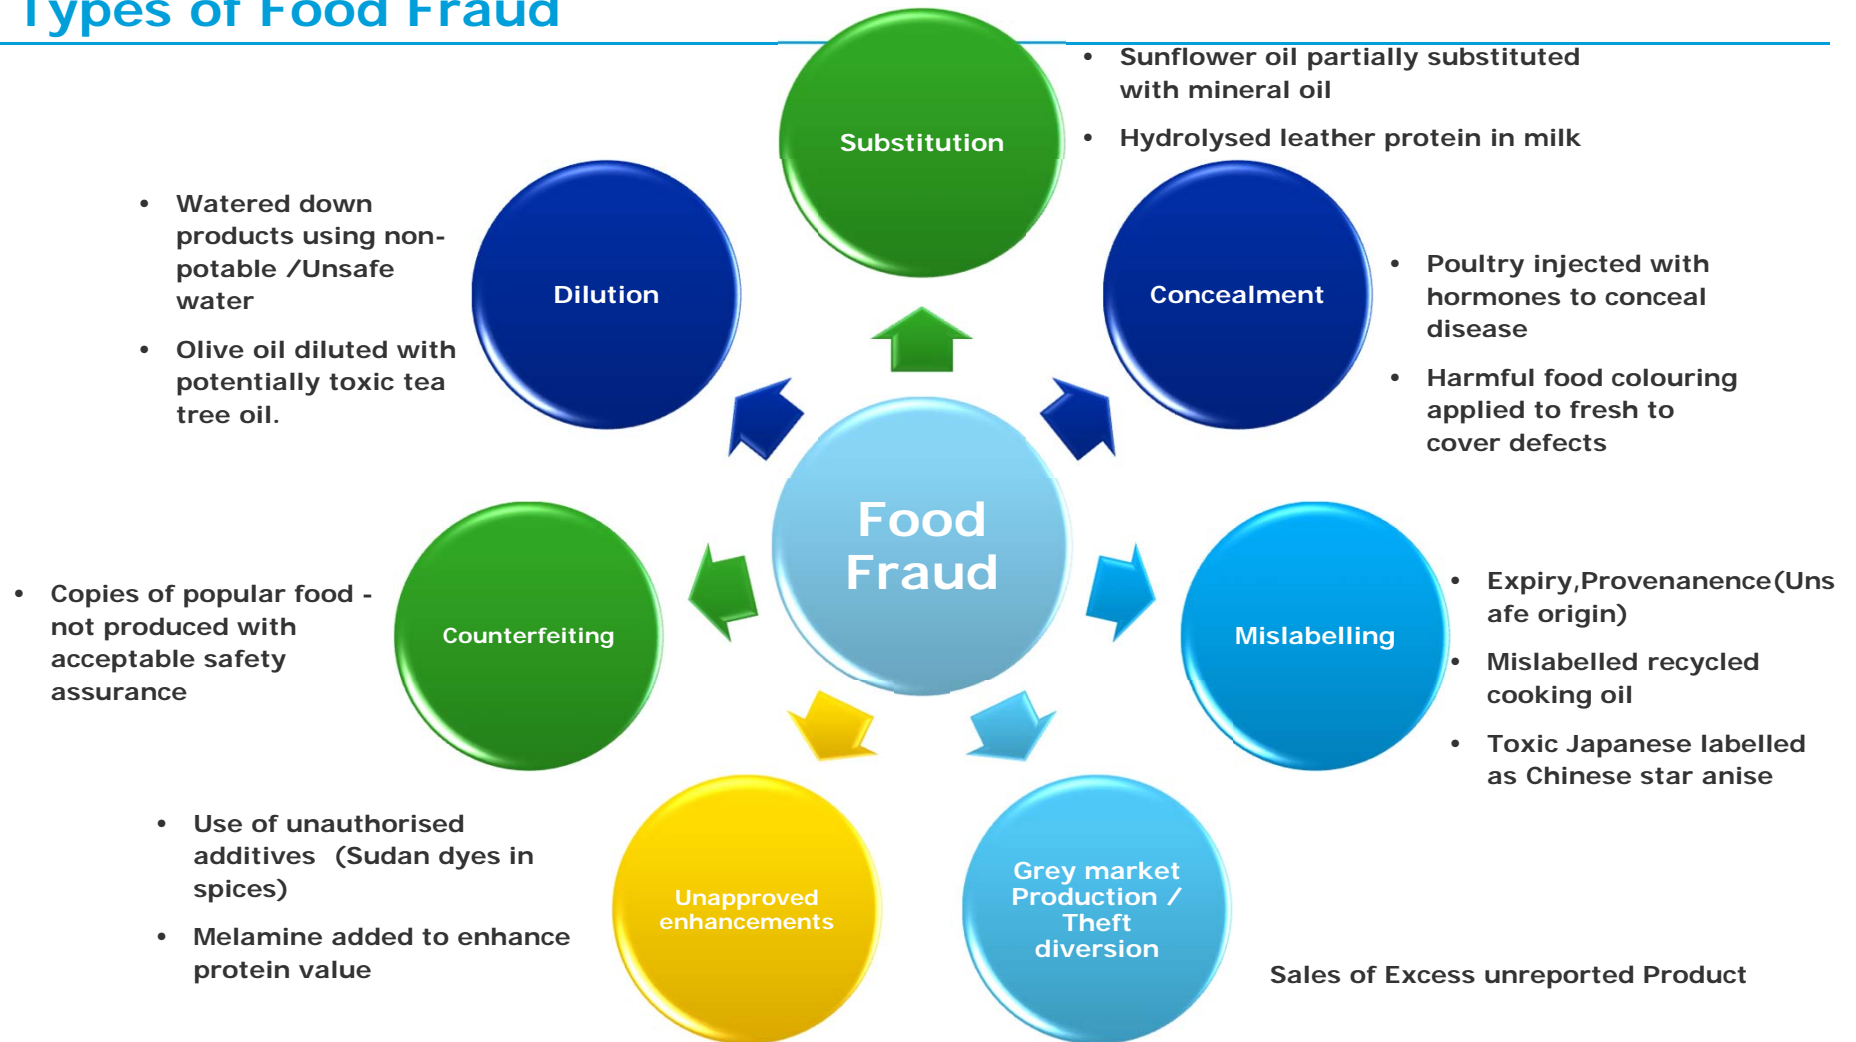 Types of Food Fraud
Substitution
• Sunflower oil partially substituted
with mineral oil
• Hydrolysed leather protein in milk
Concealment
• Poultry injected with
hormones to conceal
disease
• Harmful food colouring
applied to fresh to
cover defects
Mislabelling
• Expiry,Provenanence(Uns
afe origin)
• Mislabelled recycled
cooking oil
• Toxic Japanese labelled
as Chinese star anise
Grey market
Production /
Theft
diversion
Sales of Excess unreported Product
Unapproved
enhancements
• Use of unauthorised
additives (Sudan dyes in
spices)
• Melamine added to enhance
protein value
Counterfeiting
• Copies of popular food -
not produced with
acceptable safety
assurance
Dilution
• Watered down
products using non-
potable /Unsafe
water
• Olive oil diluted with
potentially toxic tea
tree oil.
Food
Fraud